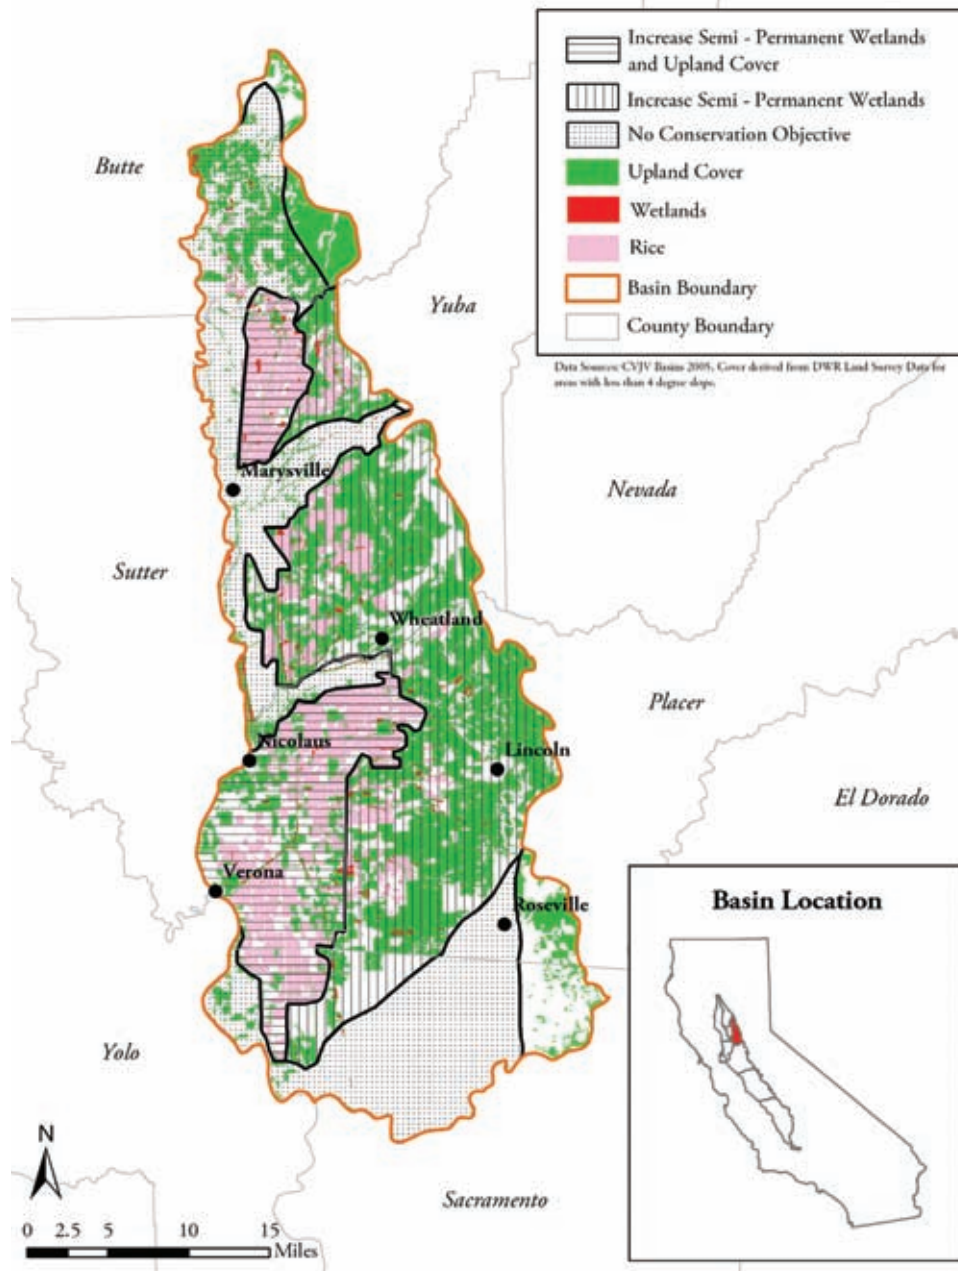 Increase Semi - Permanent Wetlands
and Upland Cover
Increase Semi - Permanent Wetlands
No Conservation Objective
Upland Cover
Wetlands
Rice
Basin Boundary
County Boundary
Data Sources: CVJV Basins 2005, Cover derived from DWR Land Survey Data for
areas with less than 4 degree slope.
Butte
Yuba
Marysville
Nevada
Sutter
Wheatland
Placer
Nicolaus
Lincoln
El Dorado
Verona
Roseville
Basin Location
Yolo
N
Sacramento
0 2.5 5 10 15
Miles